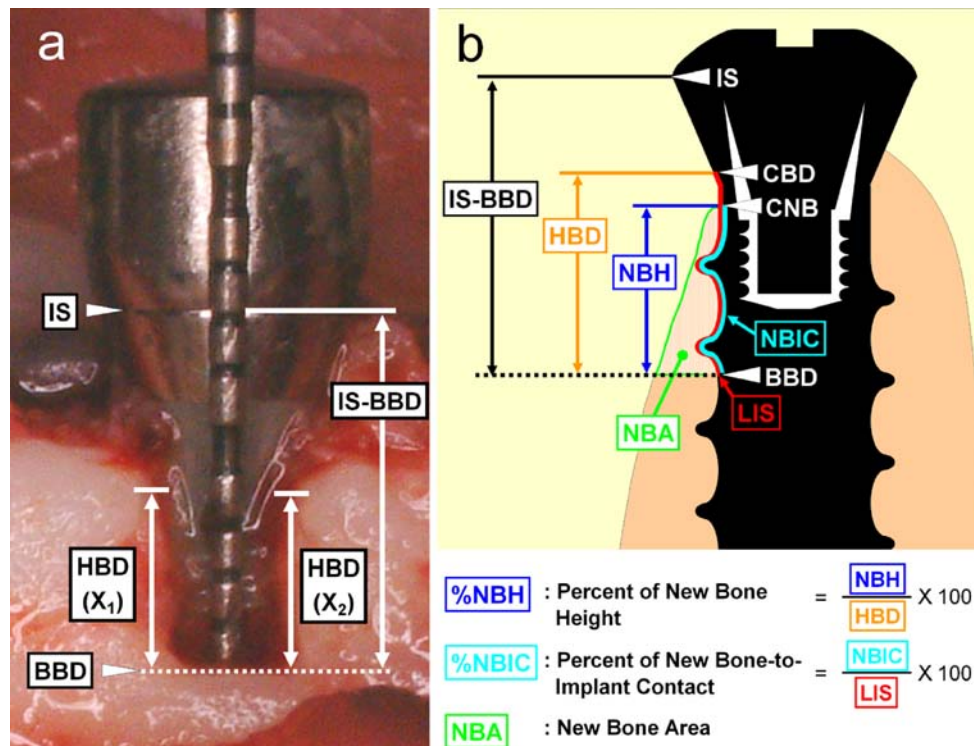 a
IS
IS-BBD
HBD
(X₁)
HBD
(X₂)
BBD
b
IS
CBD
CNB
IS-BBD
HBD
NBH
NBIC
BBD
LIS
NBA
%NBH : Percent of New Bone Height = NBH / HBD X 100
%NBIC : Percent of New Bone-to-Implant Contact = NBIC / LIS X 100
NBA : New Bone Area